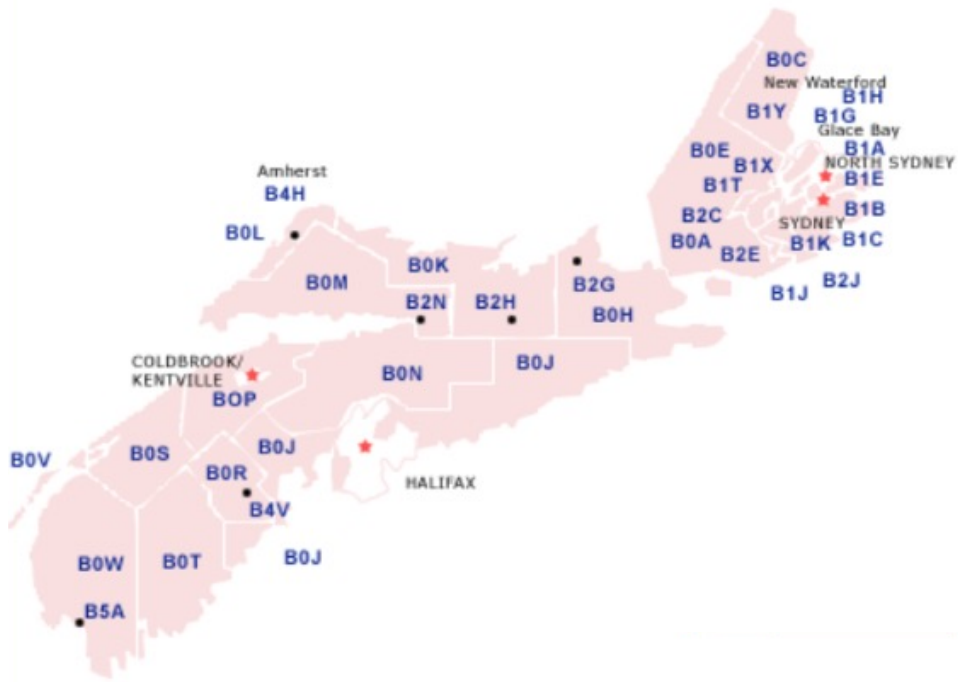 B0C
New Waterford
B1H
B1Y
B1G
Glace Bay
B0E
B1A
B1X
NORTH SYDNEY
Amherst
B1T
B1E
B4H
B2C
B1B
SYDNEY
B0L
B0A
B1K
B1C
B2E
B0K
B0M
B2G
B2J
B1J
B2N
B2H
B0H
COLDBROOK/
KENTVILLE
B0N
B0J
BOP
B0J
B0S
B0V
B0R
HALIFAX
B4V
B0J
B0W
B0T
B5A